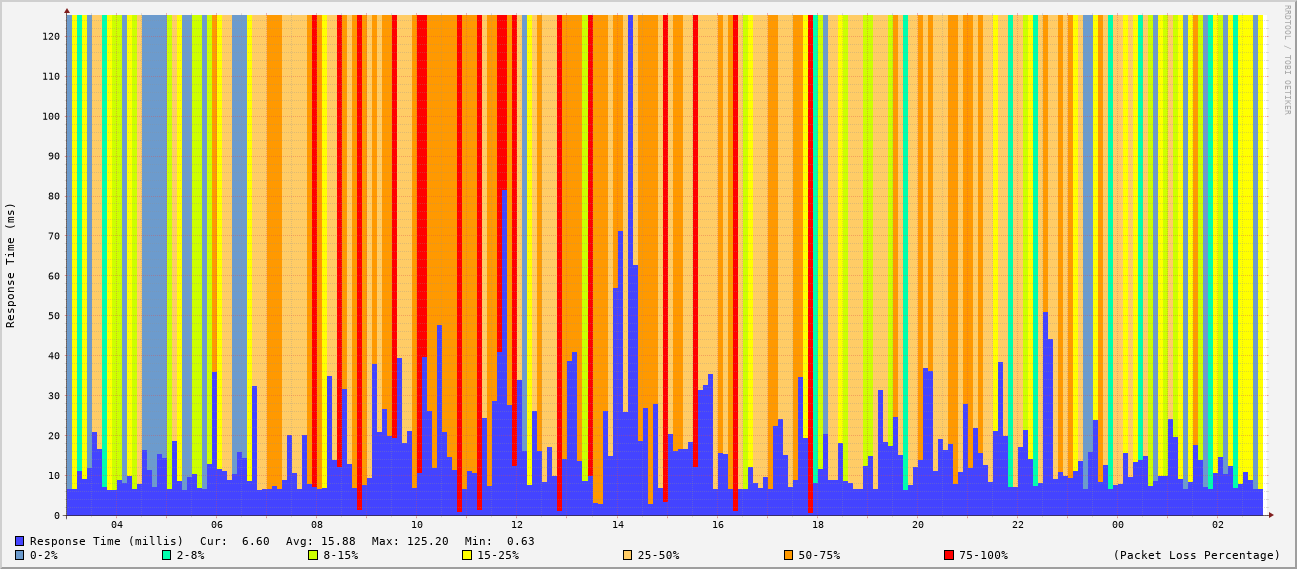 RRDTOOL / TOBI OETIKER
Response Time (ms)
120
110
100
90
80
70
60
50
40
30
20
10
0
04 06 08 10 12 14 16 18 20 22 00 02
Response Time (millis) Cur: 6.60 Avg: 15.88 Max: 125.20 Min: 0.63
0-2% 2-8% 8-15% 15-25% 25-50% 50-75% 75-100% (Packet Loss Percentage)